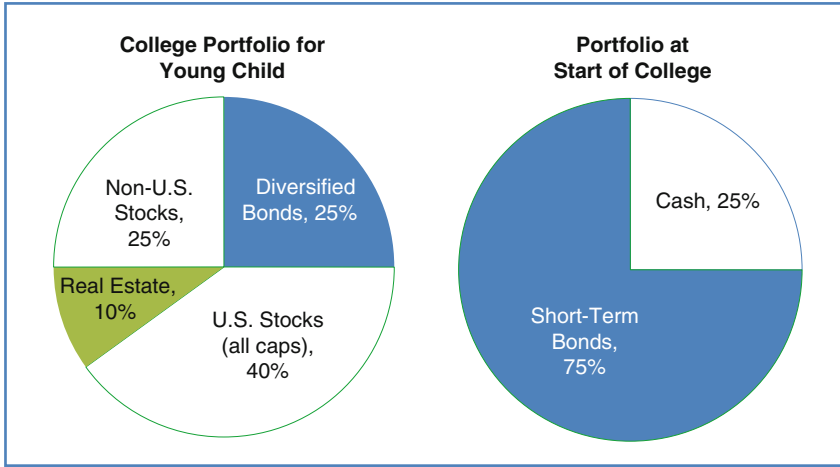 College Portfolio for
Young Child
Non-U.S.
Stocks,
25%
Diversified
Bonds, 25%
Real Estate,
10%
U.S. Stocks
(all caps),
40%
Portfolio at
Start of College
Cash, 25%
Short-Term
Bonds,
75%